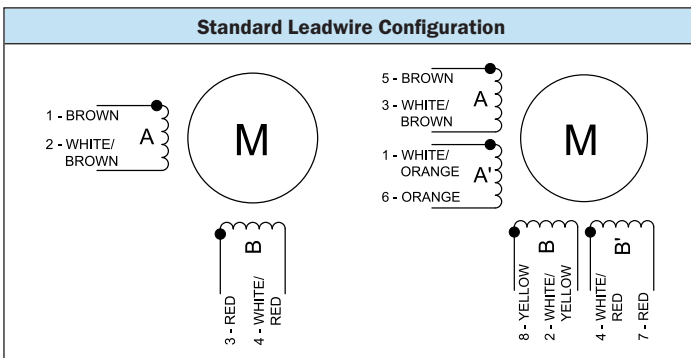 Standard Leadwire Configuration
1 - BROWN
2 - WHITE/
BROWN
A
M
B
3 - RED
4 - WHITE/
RED
5 - BROWN
3 - WHITE/
BROWN
A
1 - WHITE/
ORANGE
A'
6 - ORANGE
M
B
B'
8 - YELLOW
2 - WHITE/
YELLOW
4 - WHITE/
RED
7 - RED